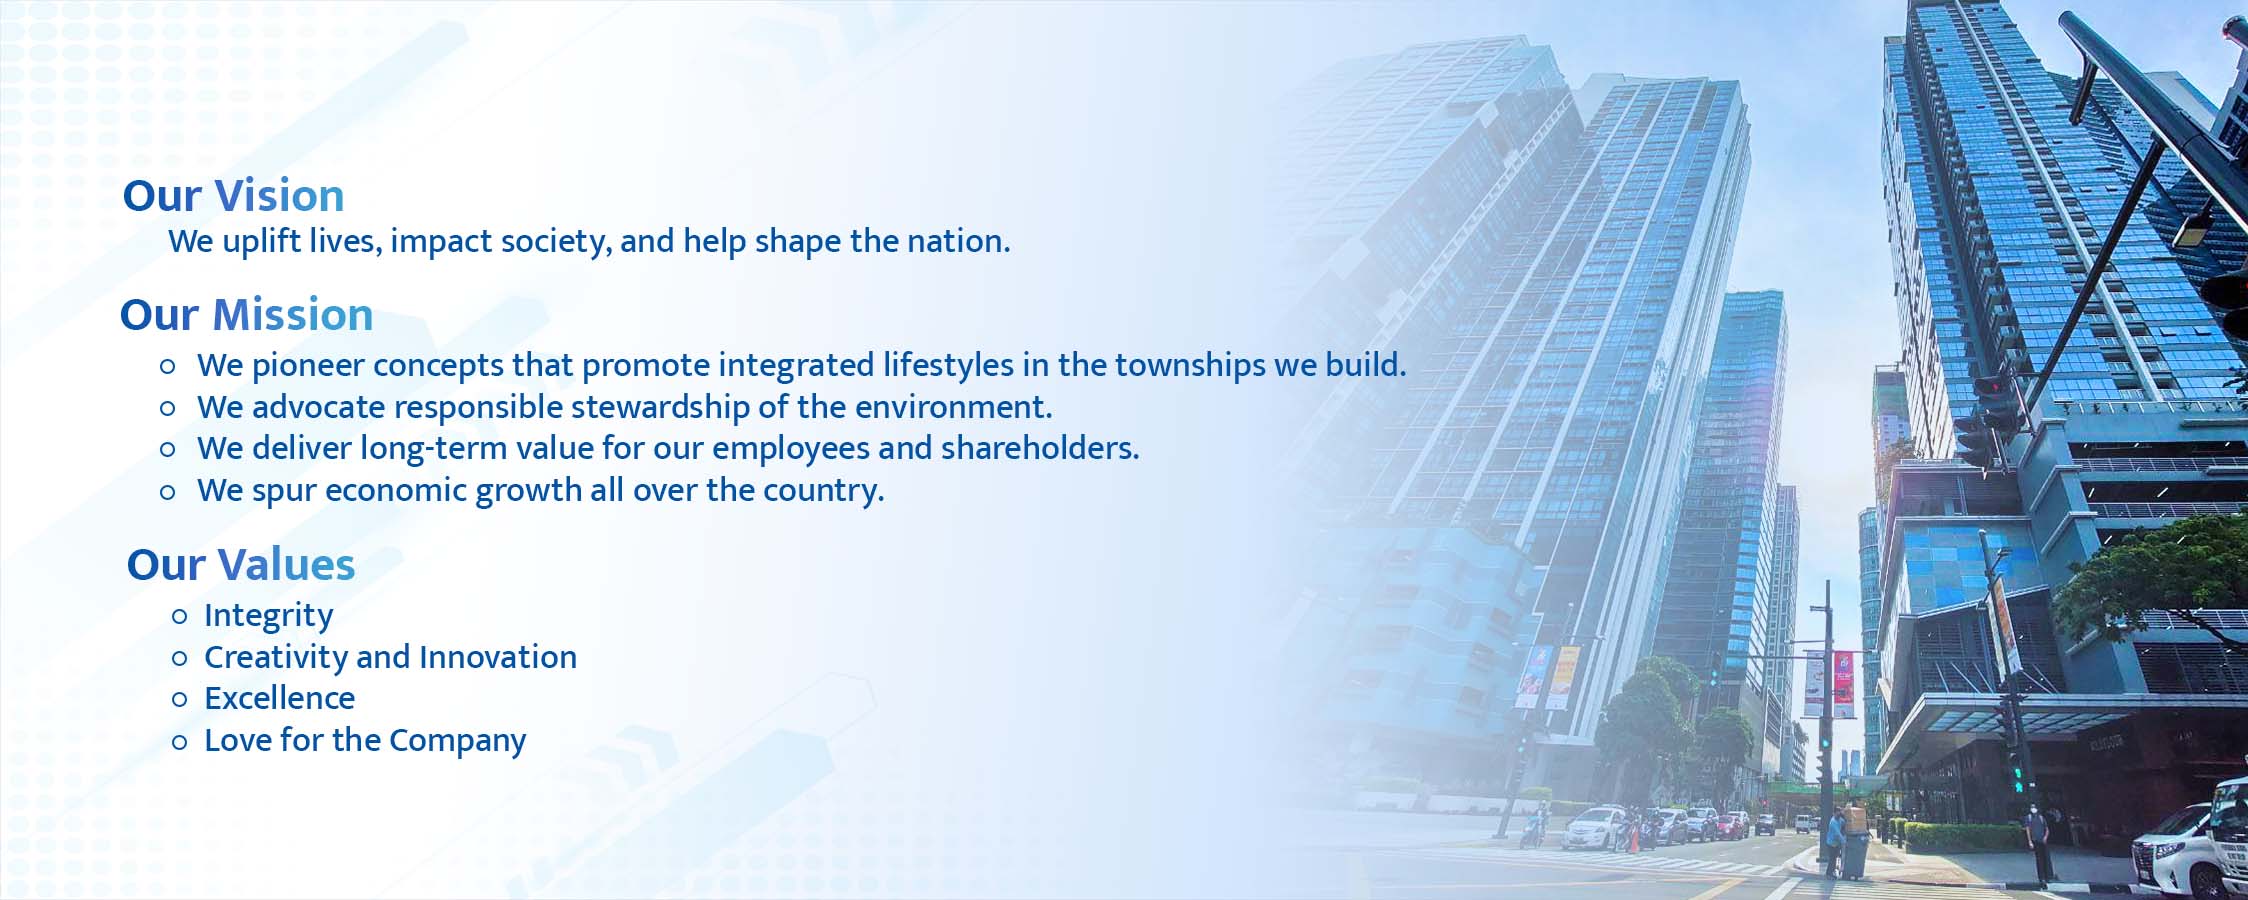 Our Vision
We uplift lives, impact society, and help shape the nation.
Our Mission
We pioneer concepts that promote integrated lifestyles in the townships we build.
We advocate responsible stewardship of the environment.
We deliver long-term value for our employees and shareholders.
We spur economic growth all over the country.
Our Values
Integrity
Creativity and Innovation
Excellence
Love for the Company